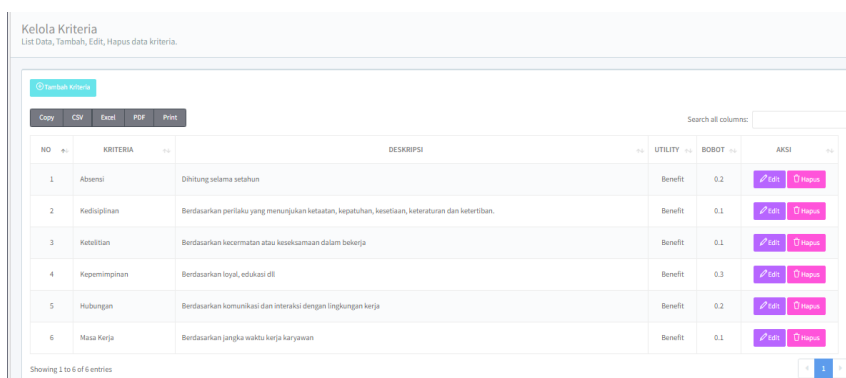 Kelola Kriteria
List Data, Tambah, Edit, Hapus data kriteria.
Tambah Kriteria
Copy CSV Excel PDF Print
Search all columns:
NO KRITERIA DESKRIPSI UTILITY BOBOT AKSI
1 Absensi Dihitung selama setahun Benefit 0.2 Edit Hapus
2 Kedisiplinan Berdasarkan perilaku yang menunjukan ketaatan, kepatuhan, kesetiaan, keteraturan dan ketertiban. Benefit 0.1 Edit Hapus
3 Ketelitian Berdasarkan kecermatan atau keseksamaan dalam bekerja Benefit 0.1 Edit Hapus
4 Kepemimpinan Berdasarkan loyal, edukasi dll Benefit 0.3 Edit Hapus
5 Hubungan Berdasarkan komunikasi dan interaksi dengan lingkungan kerja Benefit 0.2 Edit Hapus
6 Masa Kerja Berdasarkan jangka waktu kerja karyawan Benefit 0.1 Edit Hapus
Showing 1 to 6 of 6 entries
1